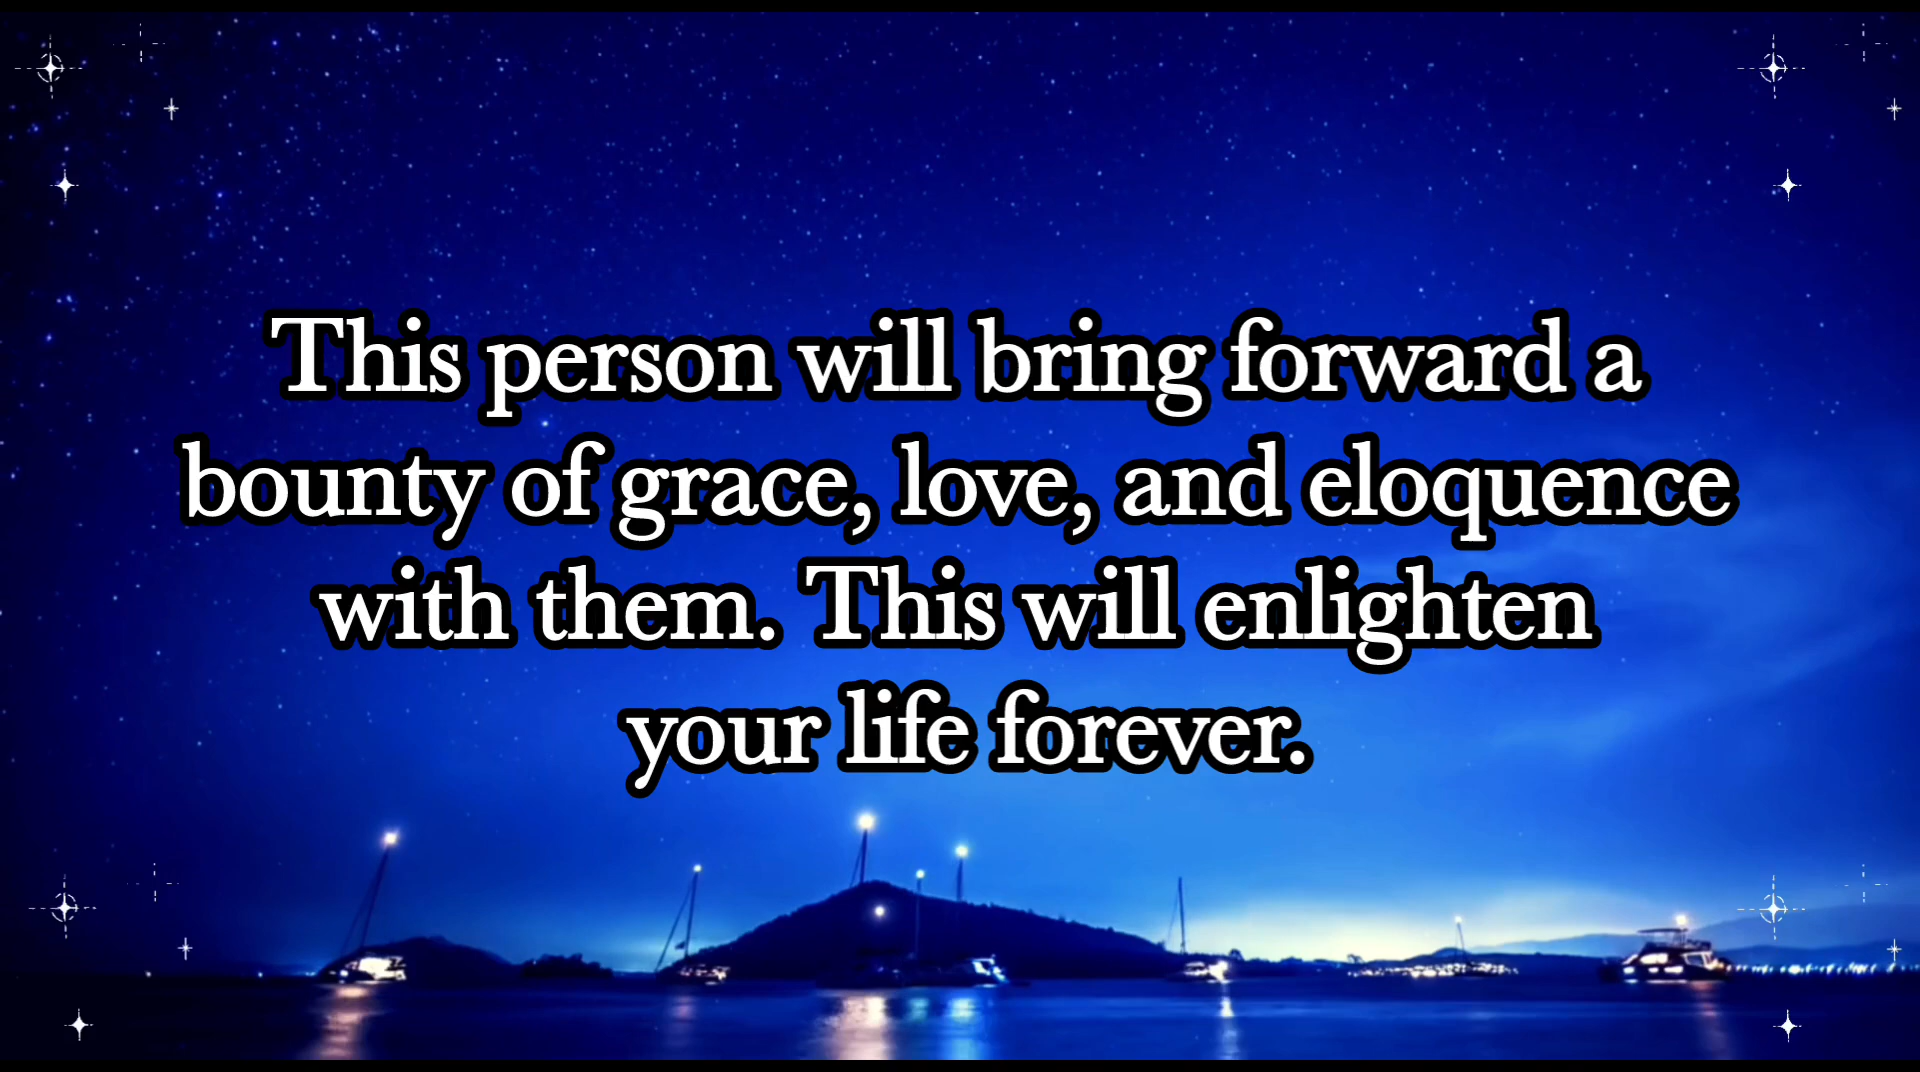 This person will bring forward a
bounty of grace, love, and eloquence
with them. This will enlighten
your life forever.